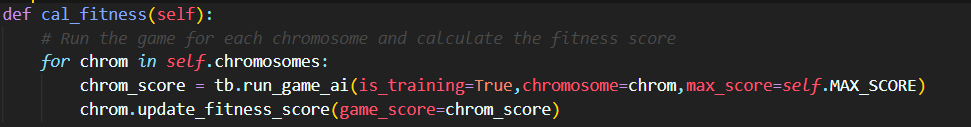 def cal_fitness(self):
    # Run the game for each chromosome and calculate the fitness score
    for chrom in self.chromosomes:
        chrom_score = tb.run_game_ai(is_training=True,chromosome=chrom,max_score=self.MAX_SCORE)
        chrom.update_fitness_score(game_score=chrom_score)